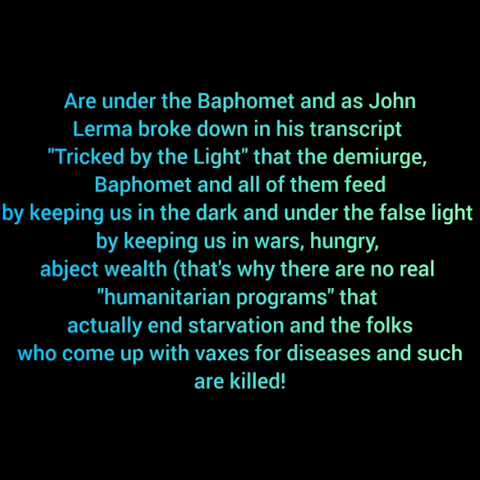 Are under the Baphomet and as John
Lerma broke down in his transcript
"Tricked by the Light" that the demiurge,
Baphomet and all of them feed
by keeping us in the dark and under the false light
by keeping us in wars, hungry,
abject wealth (that's why there are no real
"humanitarian programs" that
actually end starvation and the folks
who come up with vaxes for diseases and such
are killed!